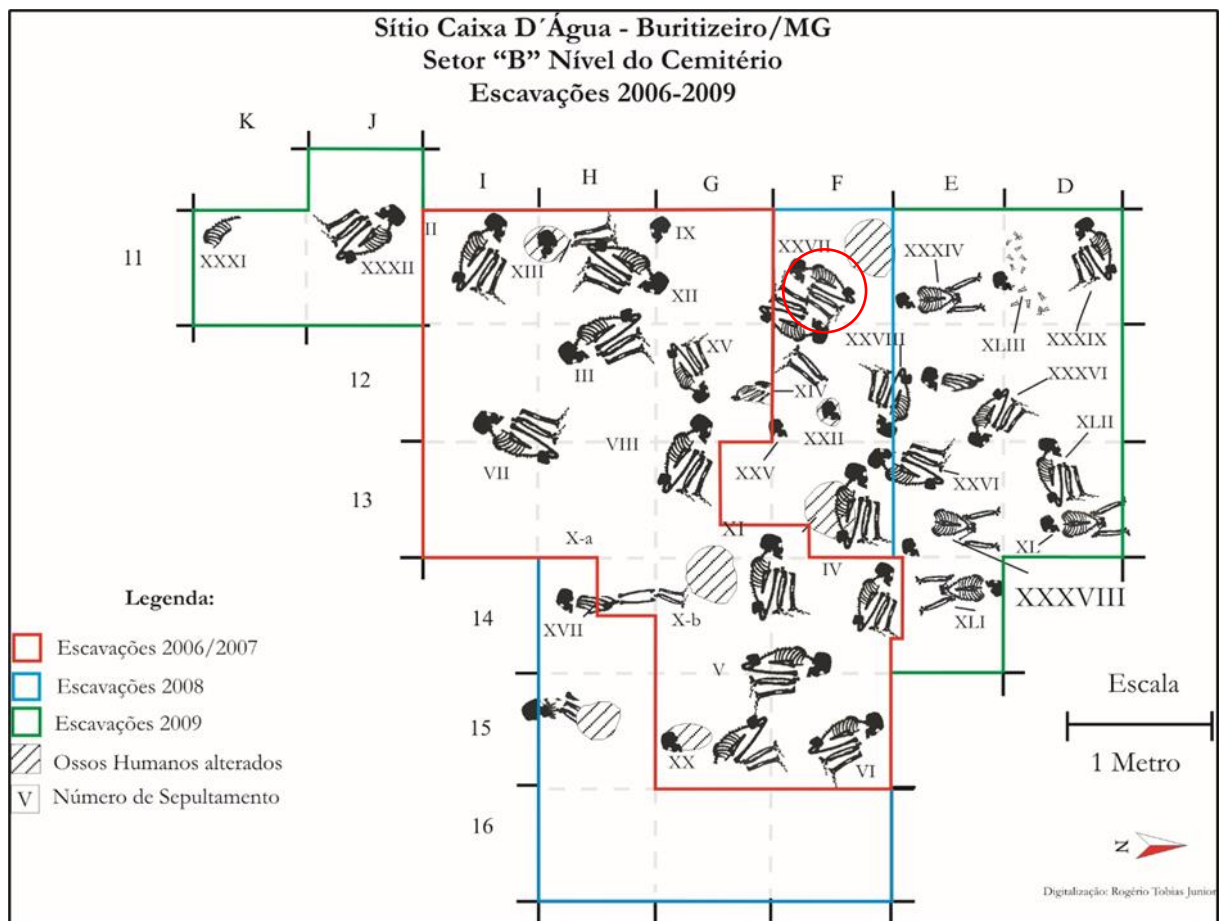 Sítio Caixa D´Água - Buritizeiro/MG
Setor “B” Nível do Cemitério
Escavações 2006-2009
K
J
I
H
G
F
E
D
11
12
13
14
15
16
XXXI
XXXII
II
XIII
IX
XII
III
XV
XIV
VII
VIII
XXV
XXII
XXVII
XXVIII
XXXIV
XLIII
XXXIX
XXXVI
XLII
XXVI
XL
XXXVIII
XLI
XI
IV
X-a
X-b
XVII
V
XX
VI
Legenda:
Escavações 2006/2007
Escavações 2008
Escavações 2009
Ossos Humanos alterados
V Número de Sepultamento
Escala
1 Metro
N
Digitalização: Rogério Tobias Junior